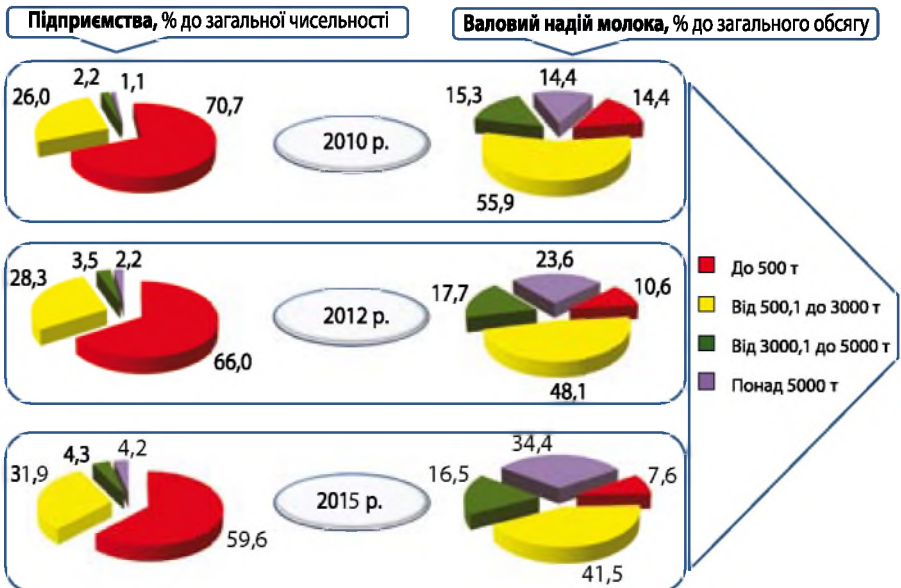 Підприємства, % до загальної чисельності
Валовий надій молока, % до загального обсягу
2,2
1,1
26,0
70,7
2010 р.
14,4
15,3
14,4
55,9
3,5
2,2
28,3
66,0
2012 р.
23,6
17,7
10,6
48,1
4,3
4,2
31,9
59,6
2015 р.
34,4
16,5
7,6
41,5
До 500 т
Від 500,1 до 3000 т
Від 3000,1 до 5000 т
Понад 5000 т